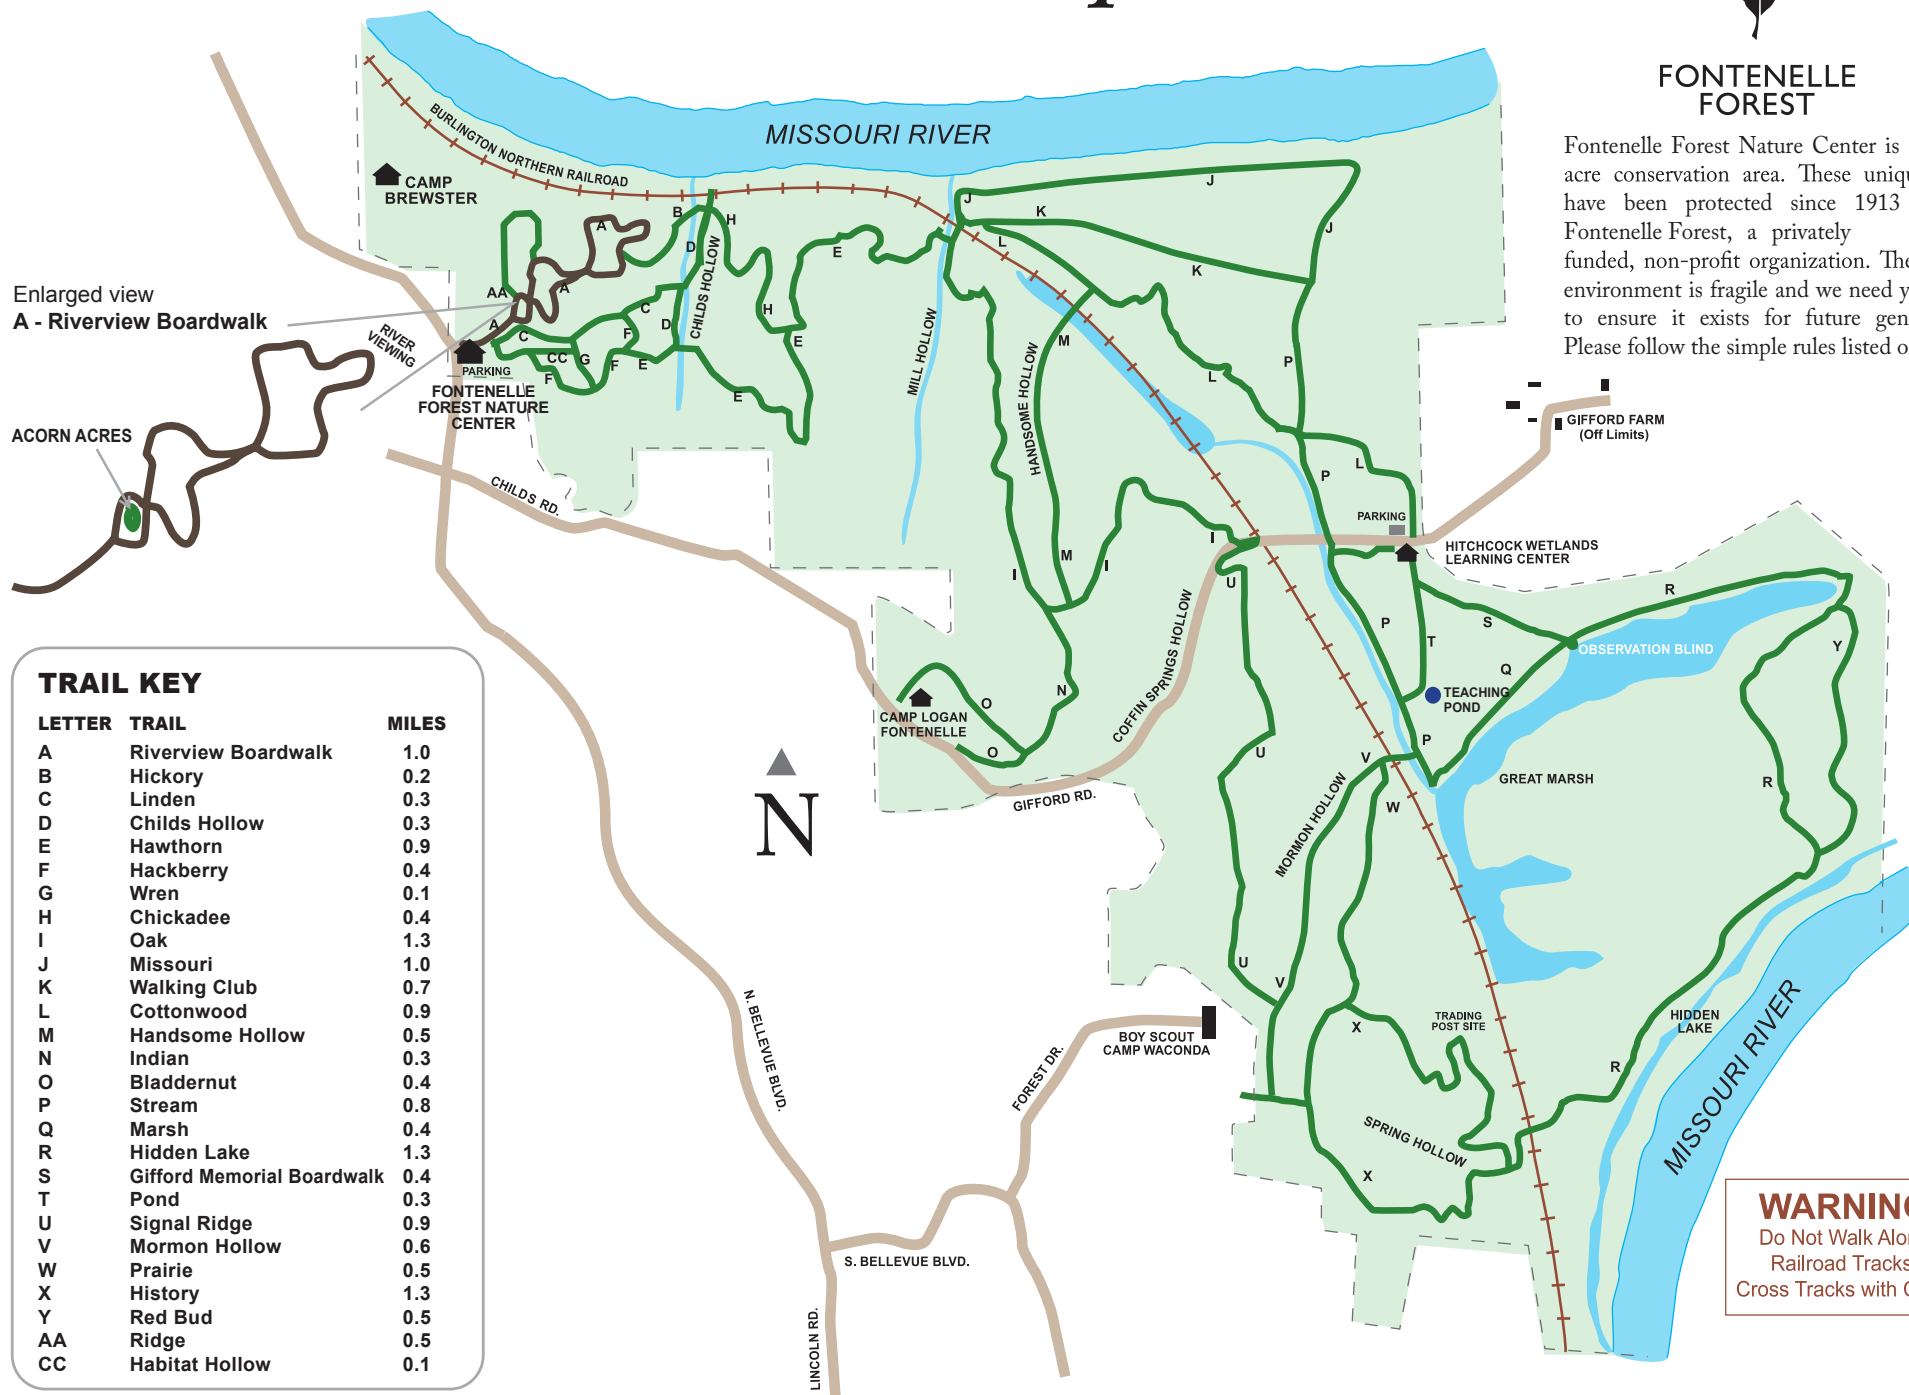 FONTENELLE
FOREST
Fontenelle Forest Nature Center is
acre conservation area. These
have been protected since 1913
Fontenelle Forest, a privately
funded, non-profit organization. The
environment is fragile and we need
to ensure it exists for future
Please follow the simple rules listed
MISSOURI RIVER
BURLINGTON NORTHERN RAILROAD
CAMP
BREWSTER
Enlarged view
A - Riverview Boardwalk
RIVER
VIEWING
ACORN ACRES
PARKING
FONTENELLE
FOREST NATURE
CENTER
A
A
A
AA
B
C
C
CC
D
D
E
E
E
E
F
F
F
G
H
H
CHILDS HOLLOW
MILL HOLLOW
HANDSOME HOLLOW
J
J
J
K
K
L
L
L
M
M
I
I
I
P
P
P
P
CHILDS RD.
GIFFORD FARM
(Off Limits)
PARKING
HITCHCOCK WETLANDS
LEARNING CENTER
U
R
S
T
Q
Y
OBSERVATION BLIND
TEACHING
POND
GREAT MARSH
COFFIN SPRINGS HOLLOW
N
O
O
CAMP LOGAN
FONTENELLE
GIFFORD RD.
N
U
U
V
V
W
R
MORMON HOLLOW
X
X
TRADING
POST SITE
SPRING HOLLOW
HIDDEN
LAKE
R
MISSOURI RIVER
BOY SCOUT
CAMP WACONDA
FOREST DR.
N. BELLEVUE BLVD.
S. BELLEVUE BLVD.
LINCOLN RD.
TRAIL KEY
LETTER TRAIL MILES
A Riverview Boardwalk 1.0
B Hickory 0.2
C Linden 0.3
D Childs Hollow 0.3
E Hawthorn 0.9
F Hackberry 0.4
G Wren 0.1
H Chickadee 0.4
I Oak 1.3
J Missouri 1.0
K Walking Club 0.7
L Cottonwood 0.9
M Handsome Hollow 0.5
N Indian 0.3
O Bladdernut 0.4
P Stream 0.8
Q Marsh 0.4
R Hidden Lake 1.3
S Gifford Memorial Boardwalk 0.4
T Pond 0.3
U Signal Ridge 0.9
V Mormon Hollow 0.6
W Prairie 0.5
X History 1.3
Y Red Bud 0.5
AA Ridge 0.5
CC Habitat Hollow 0.1
WARNING
Do Not Walk
Railroad Tracks
Cross Tracks with